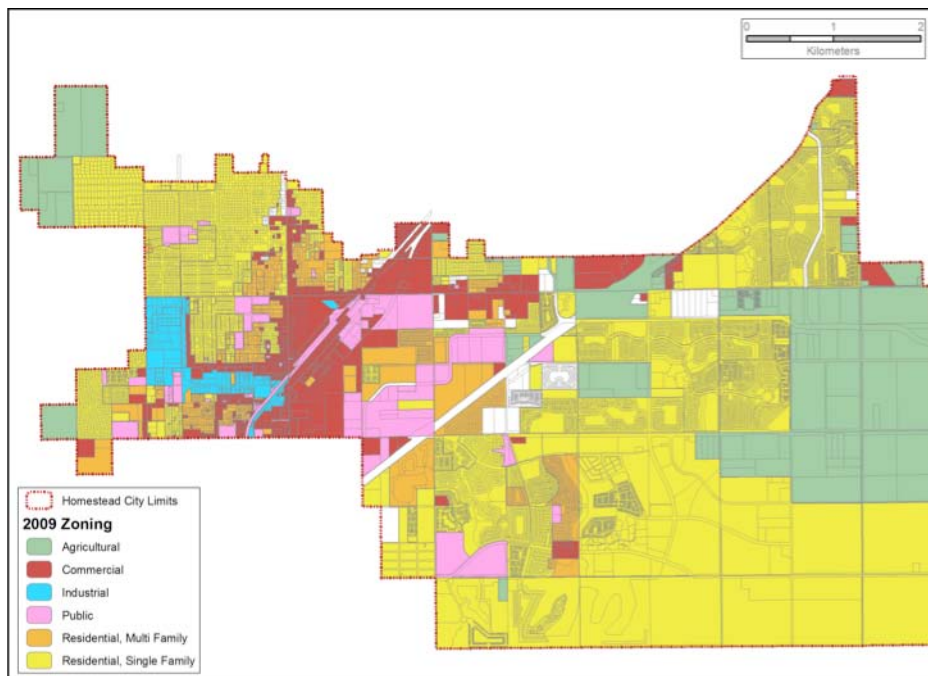 0 1 2
Kilometers
Homestead City Limits
2009 Zoning
Agricultural
Commercial
Industrial
Public
Residential, Multi Family
Residential, Single Family